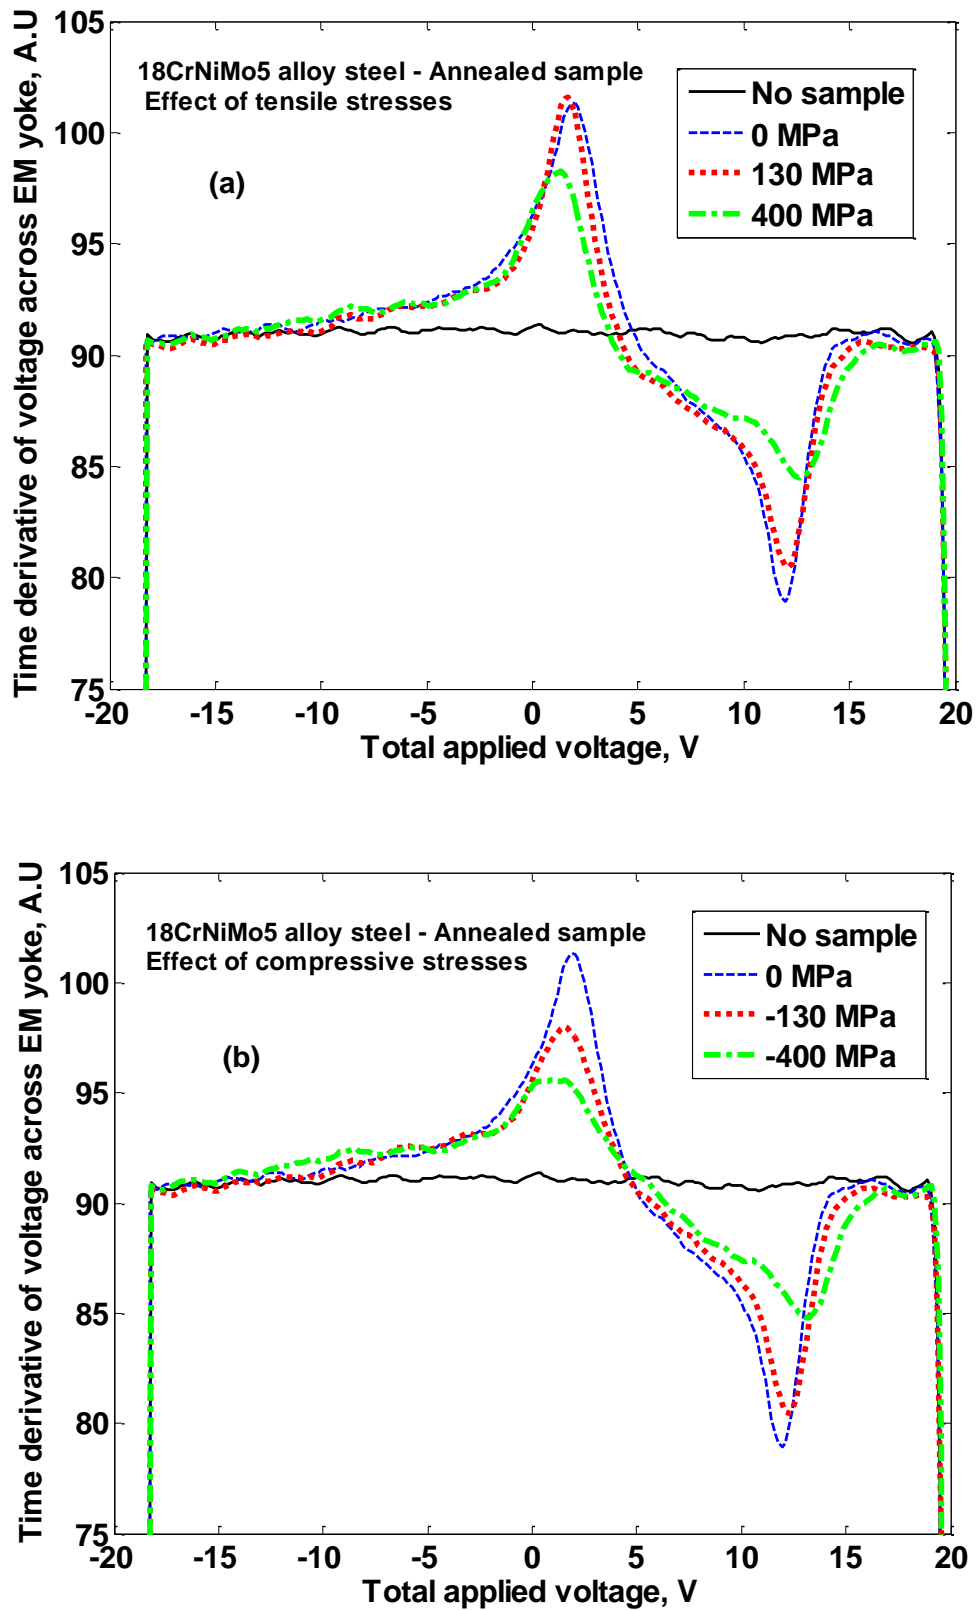 Time derivative of voltage across EM yoke, A.U
105
100
95
90
85
80
75
18CrNiMo5 alloy steel - Annealed sample
Effect of tensile stresses
(a)
No sample
0 MPa
130 MPa
400 MPa
-20 -15 -10 -5 0 5 10 15 20
Total applied voltage, V
Time derivative of voltage across EM yoke, A.U
105
100
95
90
85
80
75
18CrNiMo5 alloy steel - Annealed sample
Effect of compressive stresses
(b)
No sample
0 MPa
-130 MPa
-400 MPa
-20 -15 -10 -5 0 5 10 15 20
Total applied voltage, V